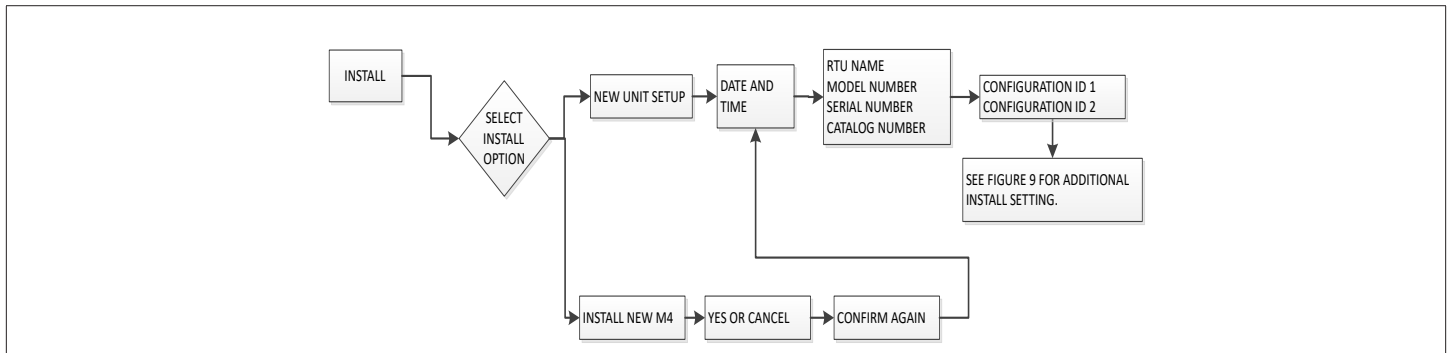 INSTALL
SELECT
INSTALL
OPTION
NEW UNIT SETUP
DATE AND
TIME
RTU NAME
MODEL NUMBER
SERIAL NUMBER
CATALOG NUMBER
CONFIGURATION ID 1
CONFIGURATION ID 2
SEE FIGURE 9 FOR ADDITIONAL
INSTALL SETTING.
INSTALL NEW M4
YES OR CANCEL
CONFIRM AGAIN